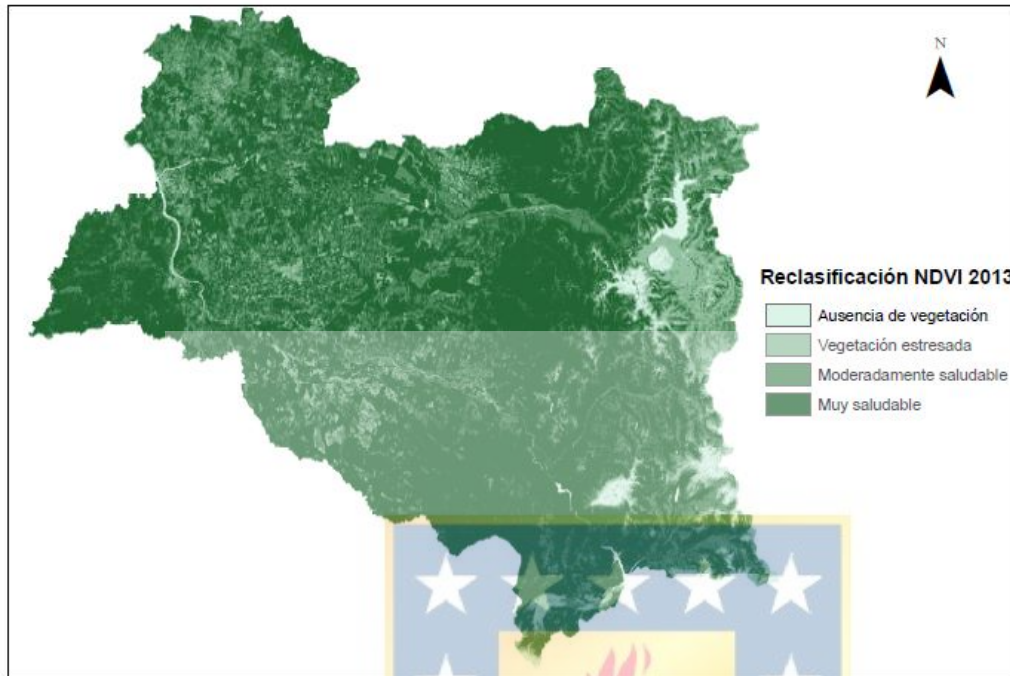 N
Reclasificación NDVI 2013
Ausencia de vegetación
Vegetación estresada
Moderadamente saludable
Muy saludable